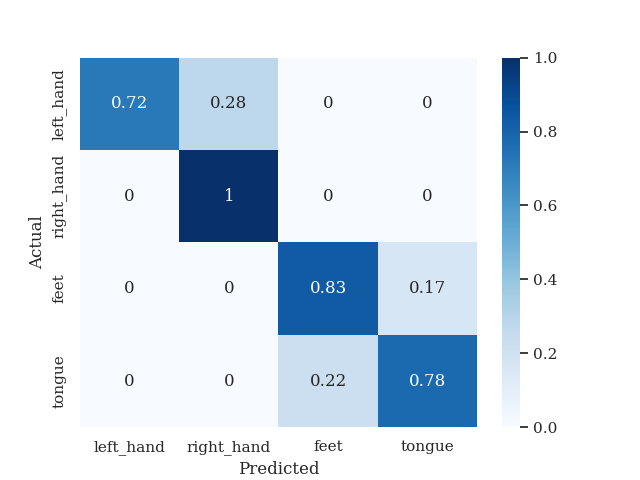 left_hand 0.72 0.28 0 0
right_hand 0 1 0 0
feet 0 0 0.83 0.17
tongue 0 0 0.22 0.78
left_hand right_hand feet tongue
Predicted
Actual
1.0
0.8
0.6
0.4
0.2
0.0